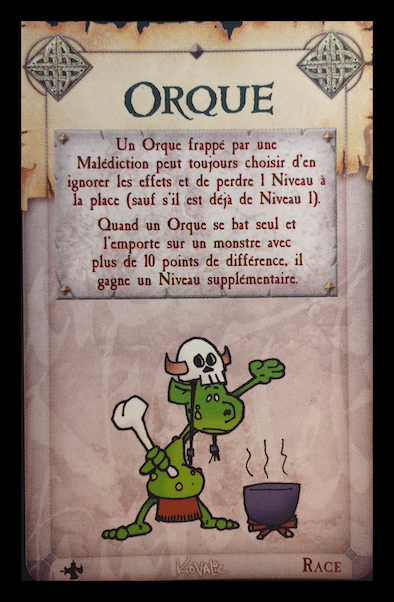 ORQUE
Un Orque frappé par une
Malédiction peut toujours choisir d'en
ignorer les effets et de perdre 1 Niveau à
la place (sauf s'il est déjà de Niveau 1).
Quand un Orque se bat seul et
l'emporte sur un monstre avec
plus de 10 points de différence, il
gagne un Niveau supplémentaire.
KOVALIC
RACE